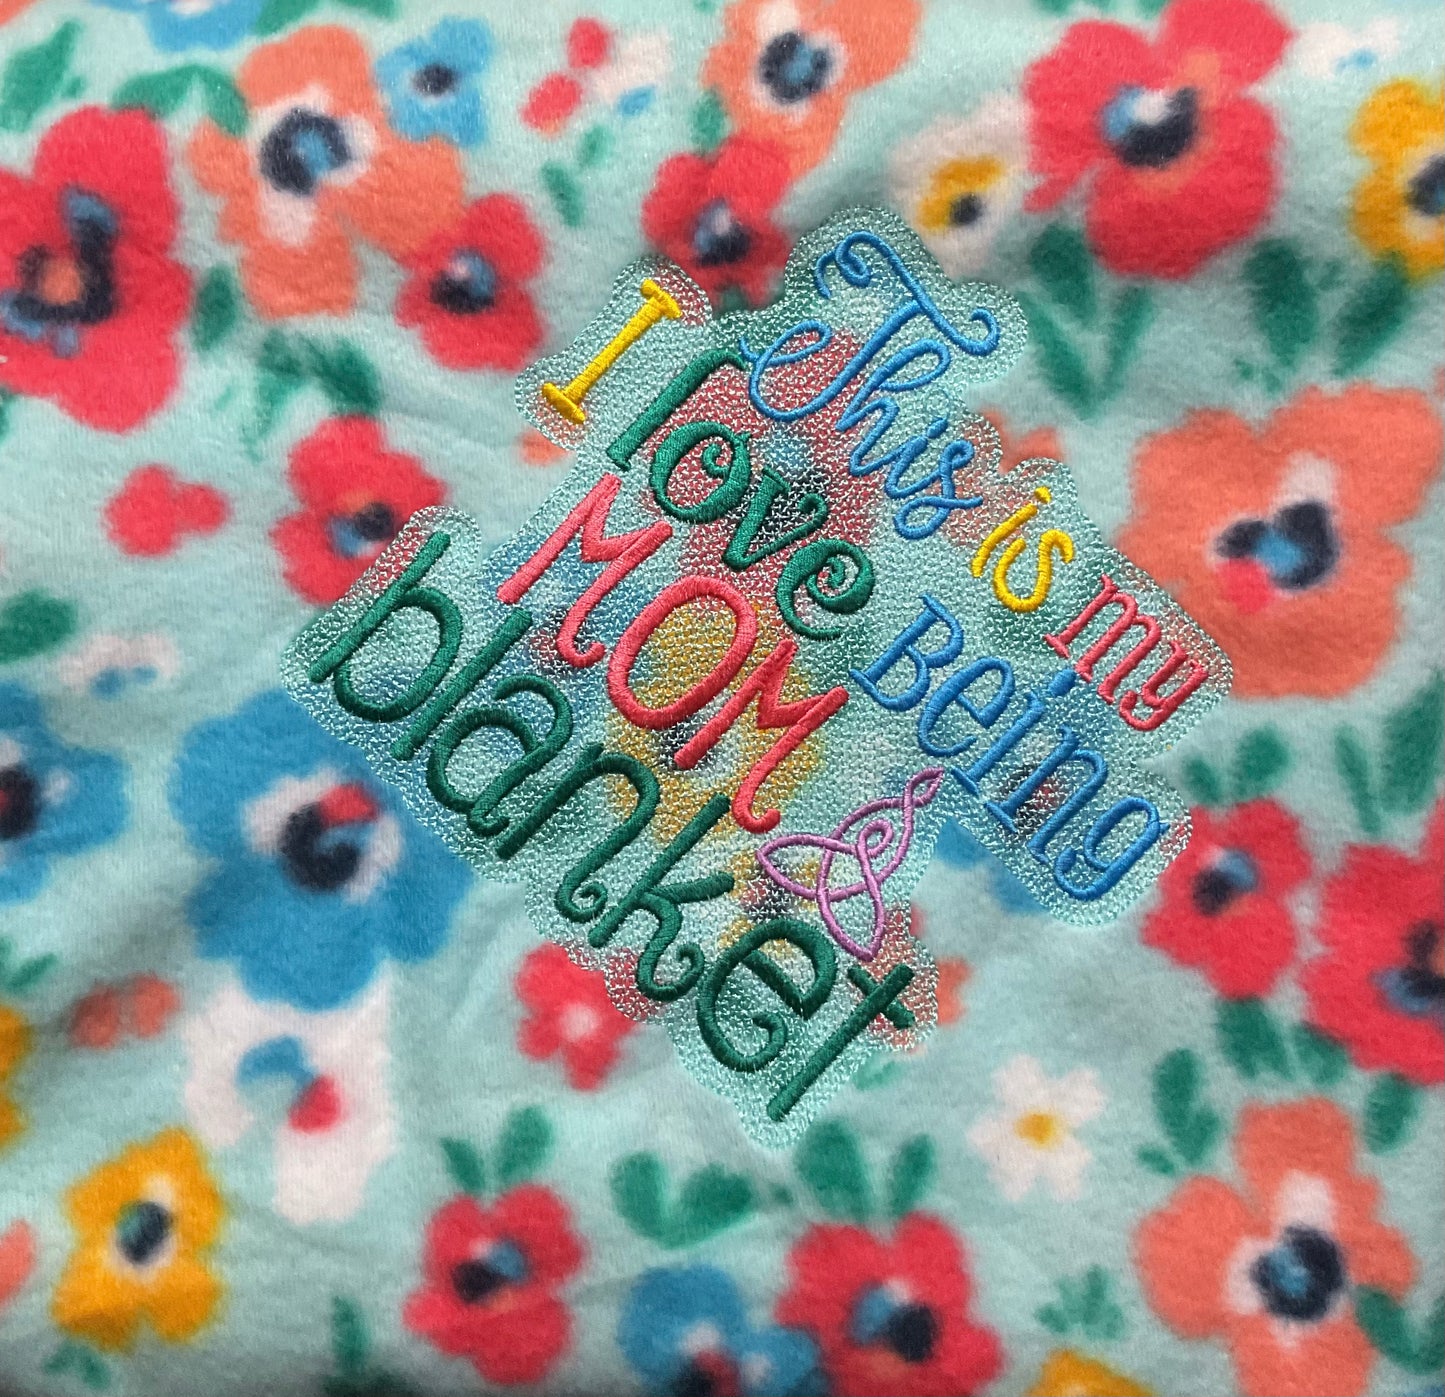 This is my
I love Being
MOM
blanket